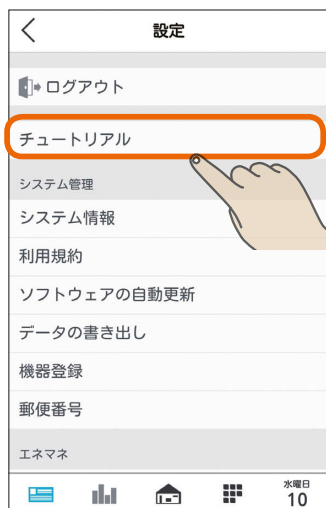 設定
ログアウト
チュートリアル
システム管理
システム情報
利用規約
ソフトウェアの自動更新
データの書き出し
機器登録
郵便番号
エネマネ
水曜日
10